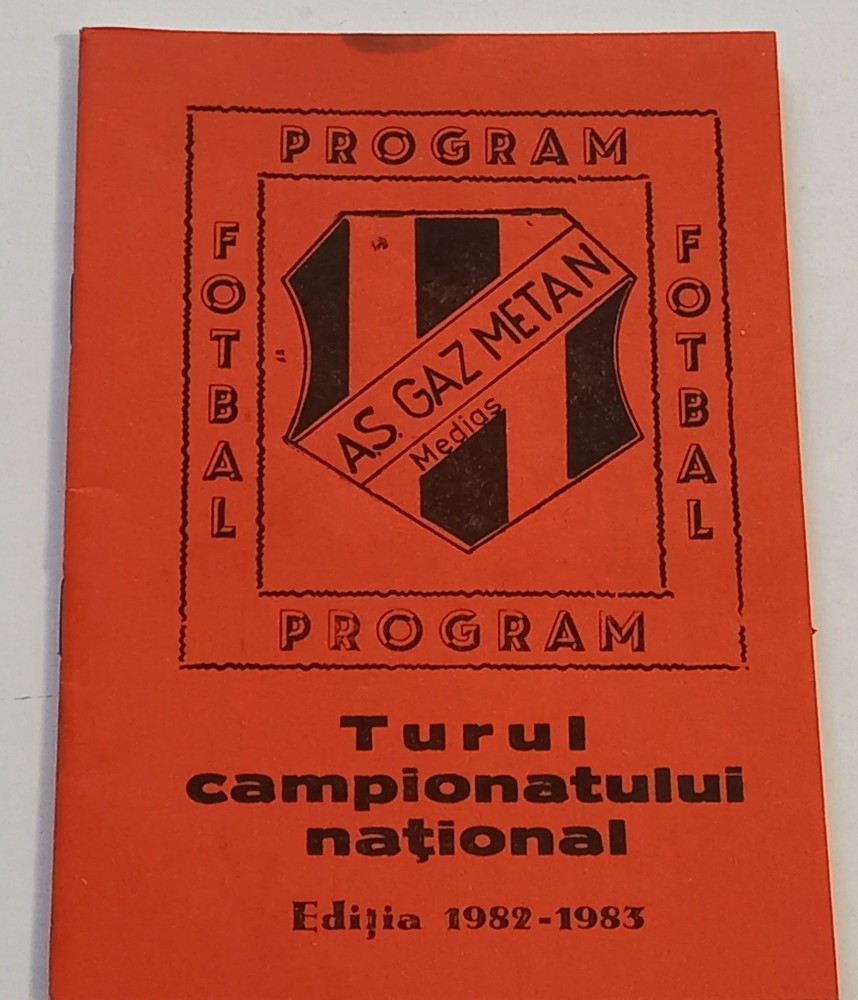 PROGRAM
FOTBAL
FOTBAL
A.S. GAZ METAN
Medias
PROGRAM
Turul
campionatului
naţional
Ediţia 1982-1983